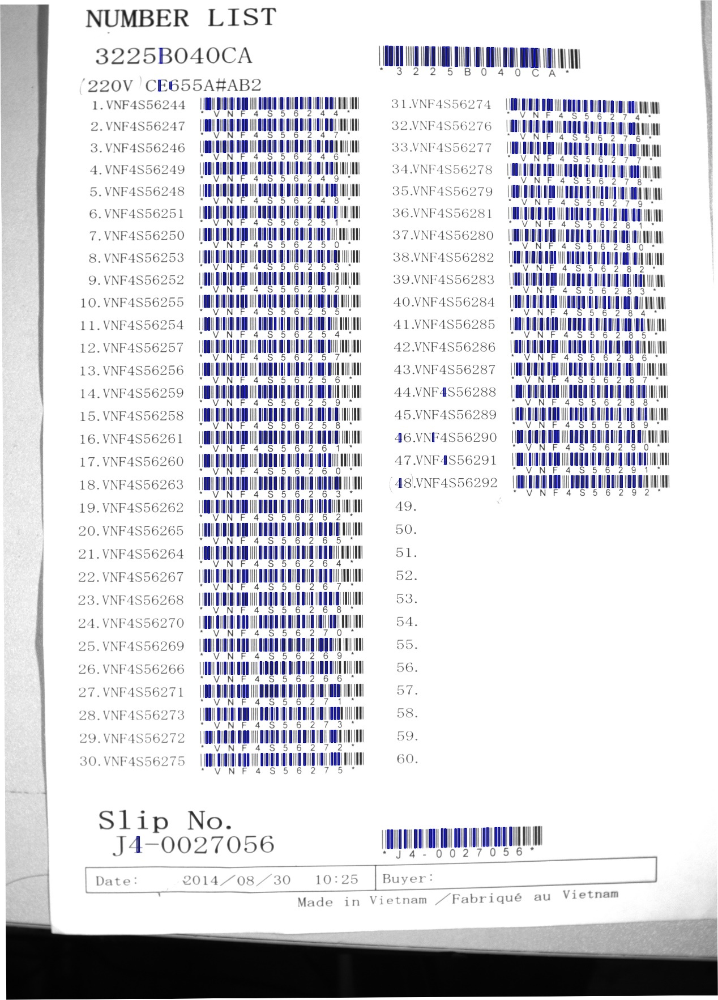 NUMBER LIST
3225B040CA
* 3 2 2 5 B 0 4 0 C A *
(220V) CE655A#AB2
1.VNF4S56244
* V N F 4 S 5 6 2 4 4 *
2.VNF4S56247
* V N F 4 S 5 6 2 4 7 *
3.VNF4S56246
* V N F 4 S 5 6 2 4 6 *
4.VNF4S56249
* V N F 4 S 5 6 2 4 9 *
5.VNF4S56248
* V N F 4 S 5 6 2 4 8 *
6.VNF4S56251
* V N F 4 S 5 6 2 5 1 *
7.VNF4S56250
* V N F 4 S 5 6 2 5 0 *
8.VNF4S56253
* V N F 4 S 5 6 2 5 3 *
9.VNF4S56252
* V N F 4 S 5 6 2 5 2 *
10.VNF4S56255
* V N F 4 S 5 6 2 5 5 *
11.VNF4S56254
* V N F 4 S 5 6 2 5 4 *
12.VNF4S56257
* V N F 4 S 5 6 2 5 7 *
13.VNF4S56256
* V N F 4 S 5 6 2 5 6 *
14.VNF4S56259
* V N F 4 S 5 6 2 5 9 *
15.VNF4S56258
* V N F 4 S 5 6 2 5 8 *
16.VNF4S56261
* V N F 4 S 5 6 2 6 1 *
17.VNF4S56260
* V N F 4 S 5 6 2 6 0 *
18.VNF4S56263
* V N F 4 S 5 6 2 6 3 *
19.VNF4S56262
* V N F 4 S 5 6 2 6 2 *
20.VNF4S56265
* V N F 4 S 5 6 2 6 5 *
21.VNF4S56264
* V N F 4 S 5 6 2 6 4 *
22.VNF4S56267
* V N F 4 S 5 6 2 6 7 *
23.VNF4S56268
* V N F 4 S 5 6 2 6 8 *
24.VNF4S56270
* V N F 4 S 5 6 2 7 0 *
25.VNF4S56269
* V N F 4 S 5 6 2 6 9 *
26.VNF4S56266
* V N F 4 S 5 6 2 6 6 *
27.VNF4S56271
* V N F 4 S 5 6 2 7 1 *
28.VNF4S56273
* V N F 4 S 5 6 2 7 3 *
29.VNF4S56272
* V N F 4 S 5 6 2 7 2 *
30.VNF4S56275
* V N F 4 S 5 6 2 7 5 *
31.VNF4S56274
* V N F 4 S 5 6 2 7 4 *
32.VNF4S56276
* V N F 4 S 5 6 2 7 6 *
33.VNF4S56277
* V N F 4 S 5 6 2 7 7 *
34.VNF4S56278
* V N F 4 S 5 6 2 7 8 *
35.VNF4S56279
* V N F 4 S 5 6 2 7 9 *
36.VNF4S56281
* V N F 4 S 5 6 2 8 1 *
37.VNF4S56280
* V N F 4 S 5 6 2 8 0 *
38.VNF4S56282
* V N F 4 S 5 6 2 8 2 *
39.VNF4S56283
* V N F 4 S 5 6 2 8 3 *
40.VNF4S56284
* V N F 4 S 5 6 2 8 4 *
41.VNF4S56285
* V N F 4 S 5 6 2 8 5 *
42.VNF4S56286
* V N F 4 S 5 6 2 8 6 *
43.VNF4S56287
* V N F 4 S 5 6 2 8 7 *
44.VNF4S56288
* V N F 4 S 5 6 2 8 8 *
45.VNF4S56289
* V N F 4 S 5 6 2 8 9 *
46.VNF4S56290
* V N F 4 S 5 6 2 9 0 *
47.VNF4S56291
* V N F 4 S 5 6 2 9 1 *
(48).VNF4S56292
* V N F 4 S 5 6 2 9 2 *
49.
50.
51.
52.
53.
54.
55.
56.
57.
58.
59.
60.
Slip No.
J4-0027056
* J 4 - 0 0 2 7 0 5 6 *
Date: 2014/08/30 10:25 Buyer:
Made in Vietnam /Fabriqué au Vietnam